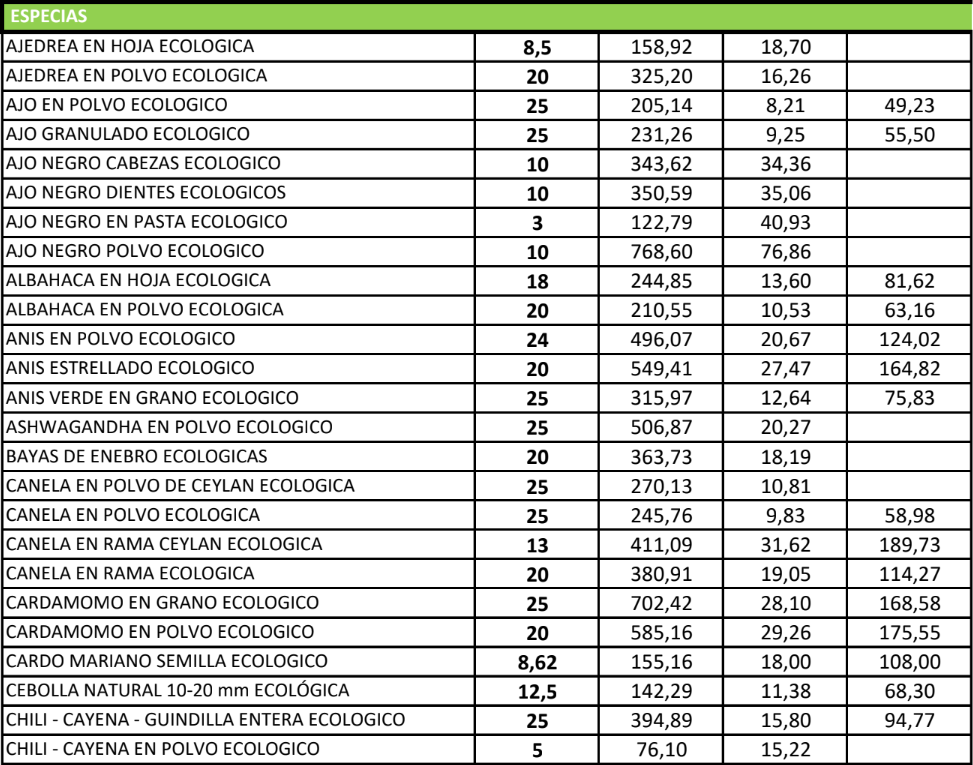 ESPECIAS
AJEDREA EN HOJA ECOLOGICA 8,5 158,92 18,70
AJEDREA EN POLVO ECOLOGICA 20 325,20 16,26
AJO EN POLVO ECOLOGICO 25 205,14 8,21 49,23
AJO GRANULADO ECOLOGICO 25 231,26 9,25 55,50
AJO NEGRO CABEZAS ECOLOGICO 10 343,62 34,36
AJO NEGRO DIENTES ECOLOGICOS 10 350,59 35,06
AJO NEGRO EN PASTA ECOLOGICO 3 122,79 40,93
AJO NEGRO POLVO ECOLOGICO 10 768,60 76,86
ALBAHACA EN HOJA ECOLOGICA 18 244,85 13,60 81,62
ALBAHACA EN POLVO ECOLOGICA 20 210,55 10,53 63,16
ANIS EN POLVO ECOLOGICO 24 496,07 20,67 124,02
ANIS ESTRELLADO ECOLOGICO 20 549,41 27,47 164,82
ANIS VERDE EN GRANO ECOLOGICO 25 315,97 12,64 75,83
ASHWAGANDHA EN POLVO ECOLOGICO 25 506,87 20,27
BAYAS DE ENEBRO ECOLOGICAS 20 363,73 18,19
CANELA EN POLVO DE CEYLAN ECOLOGICA 25 270,13 10,81
CANELA EN POLVO ECOLOGICA 25 245,76 9,83 58,98
CANELA EN RAMA CEYLAN ECOLOGICA 13 411,09 31,62 189,73
CANELA EN RAMA ECOLOGICA 20 380,91 19,05 114,27
CARDAMOMO EN GRANO ECOLOGICO 25 702,42 28,10 168,58
CARDAMOMO EN POLVO ECOLOGICO 20 585,16 29,26 175,55
CARDO MARIANO SEMILLA ECOLOGICO 8,62 155,16 18,00 108,00
CEBOLLA NATURAL 10-20 mm ECOLÓGICA 12,5 142,29 11,38 68,30
CHILI - CAYENA - GUINDILLA ENTERA ECOLOGICO 25 394,89 15,80 94,77
CHILI - CAYENA EN POLVO ECOLOGICO 5 76,10 15,22